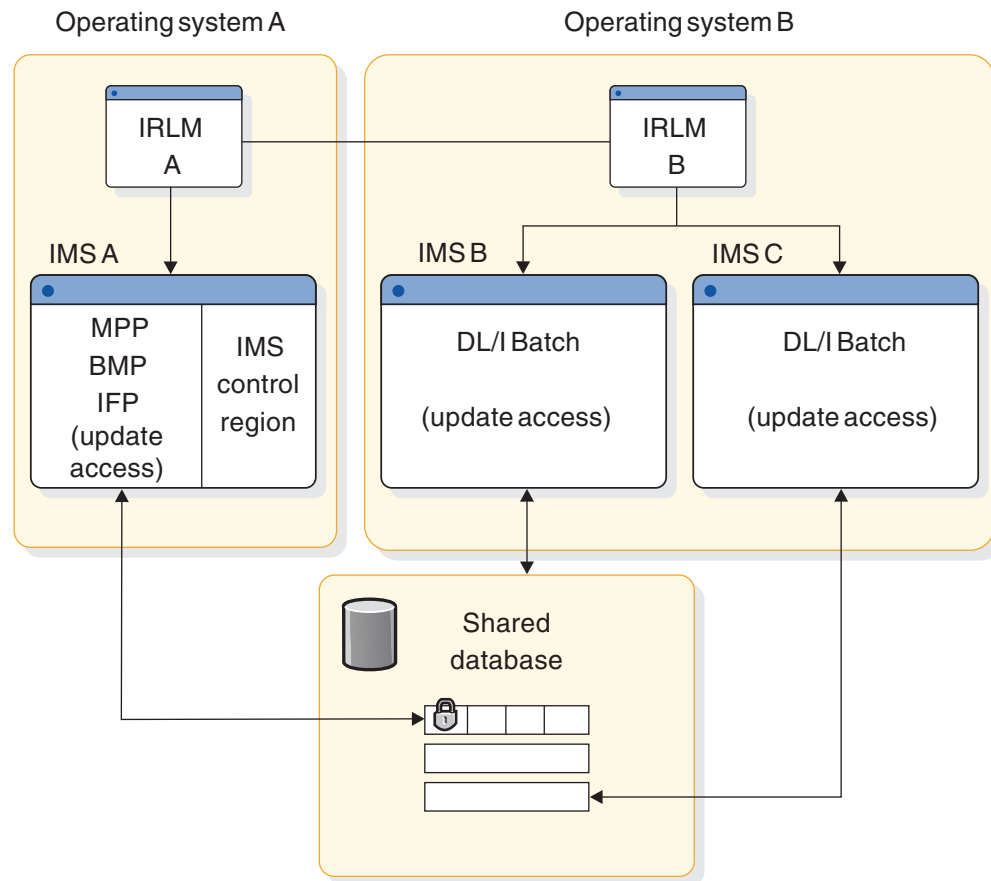 Operating system A
Operating system B
IRLM
A
IRLM
B
IMS A
IMS B
IMS C
MPP
BMP
IFP
(update
access)
IMS
control
region
DL/I Batch
(update access)
DL/I Batch
(update access)
Shared
database